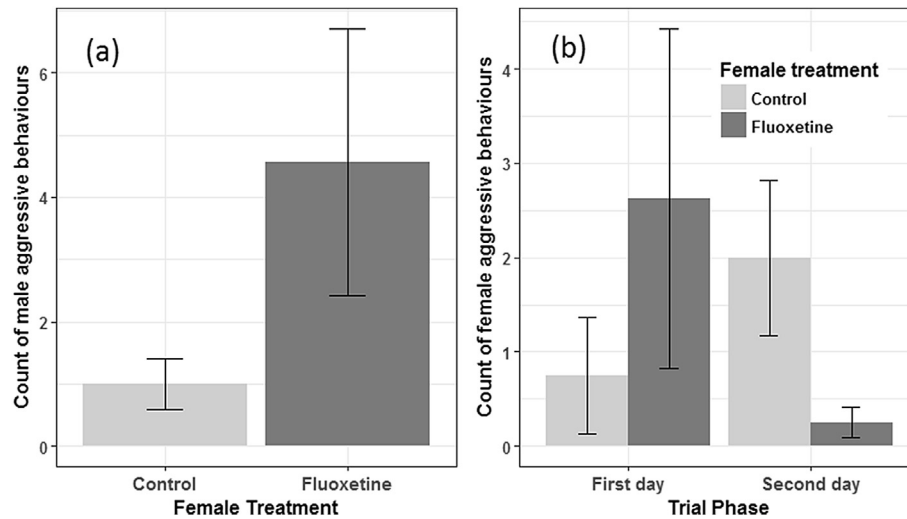 (a)
Count of male aggressive behaviours
6
4
2
0
Control
Fluoxetine
Female Treatment
(b)
Count of female aggressive behaviours
4
3
2
1
0
Female treatment
Control
Fluoxetine
First day
Second day
Trial Phase